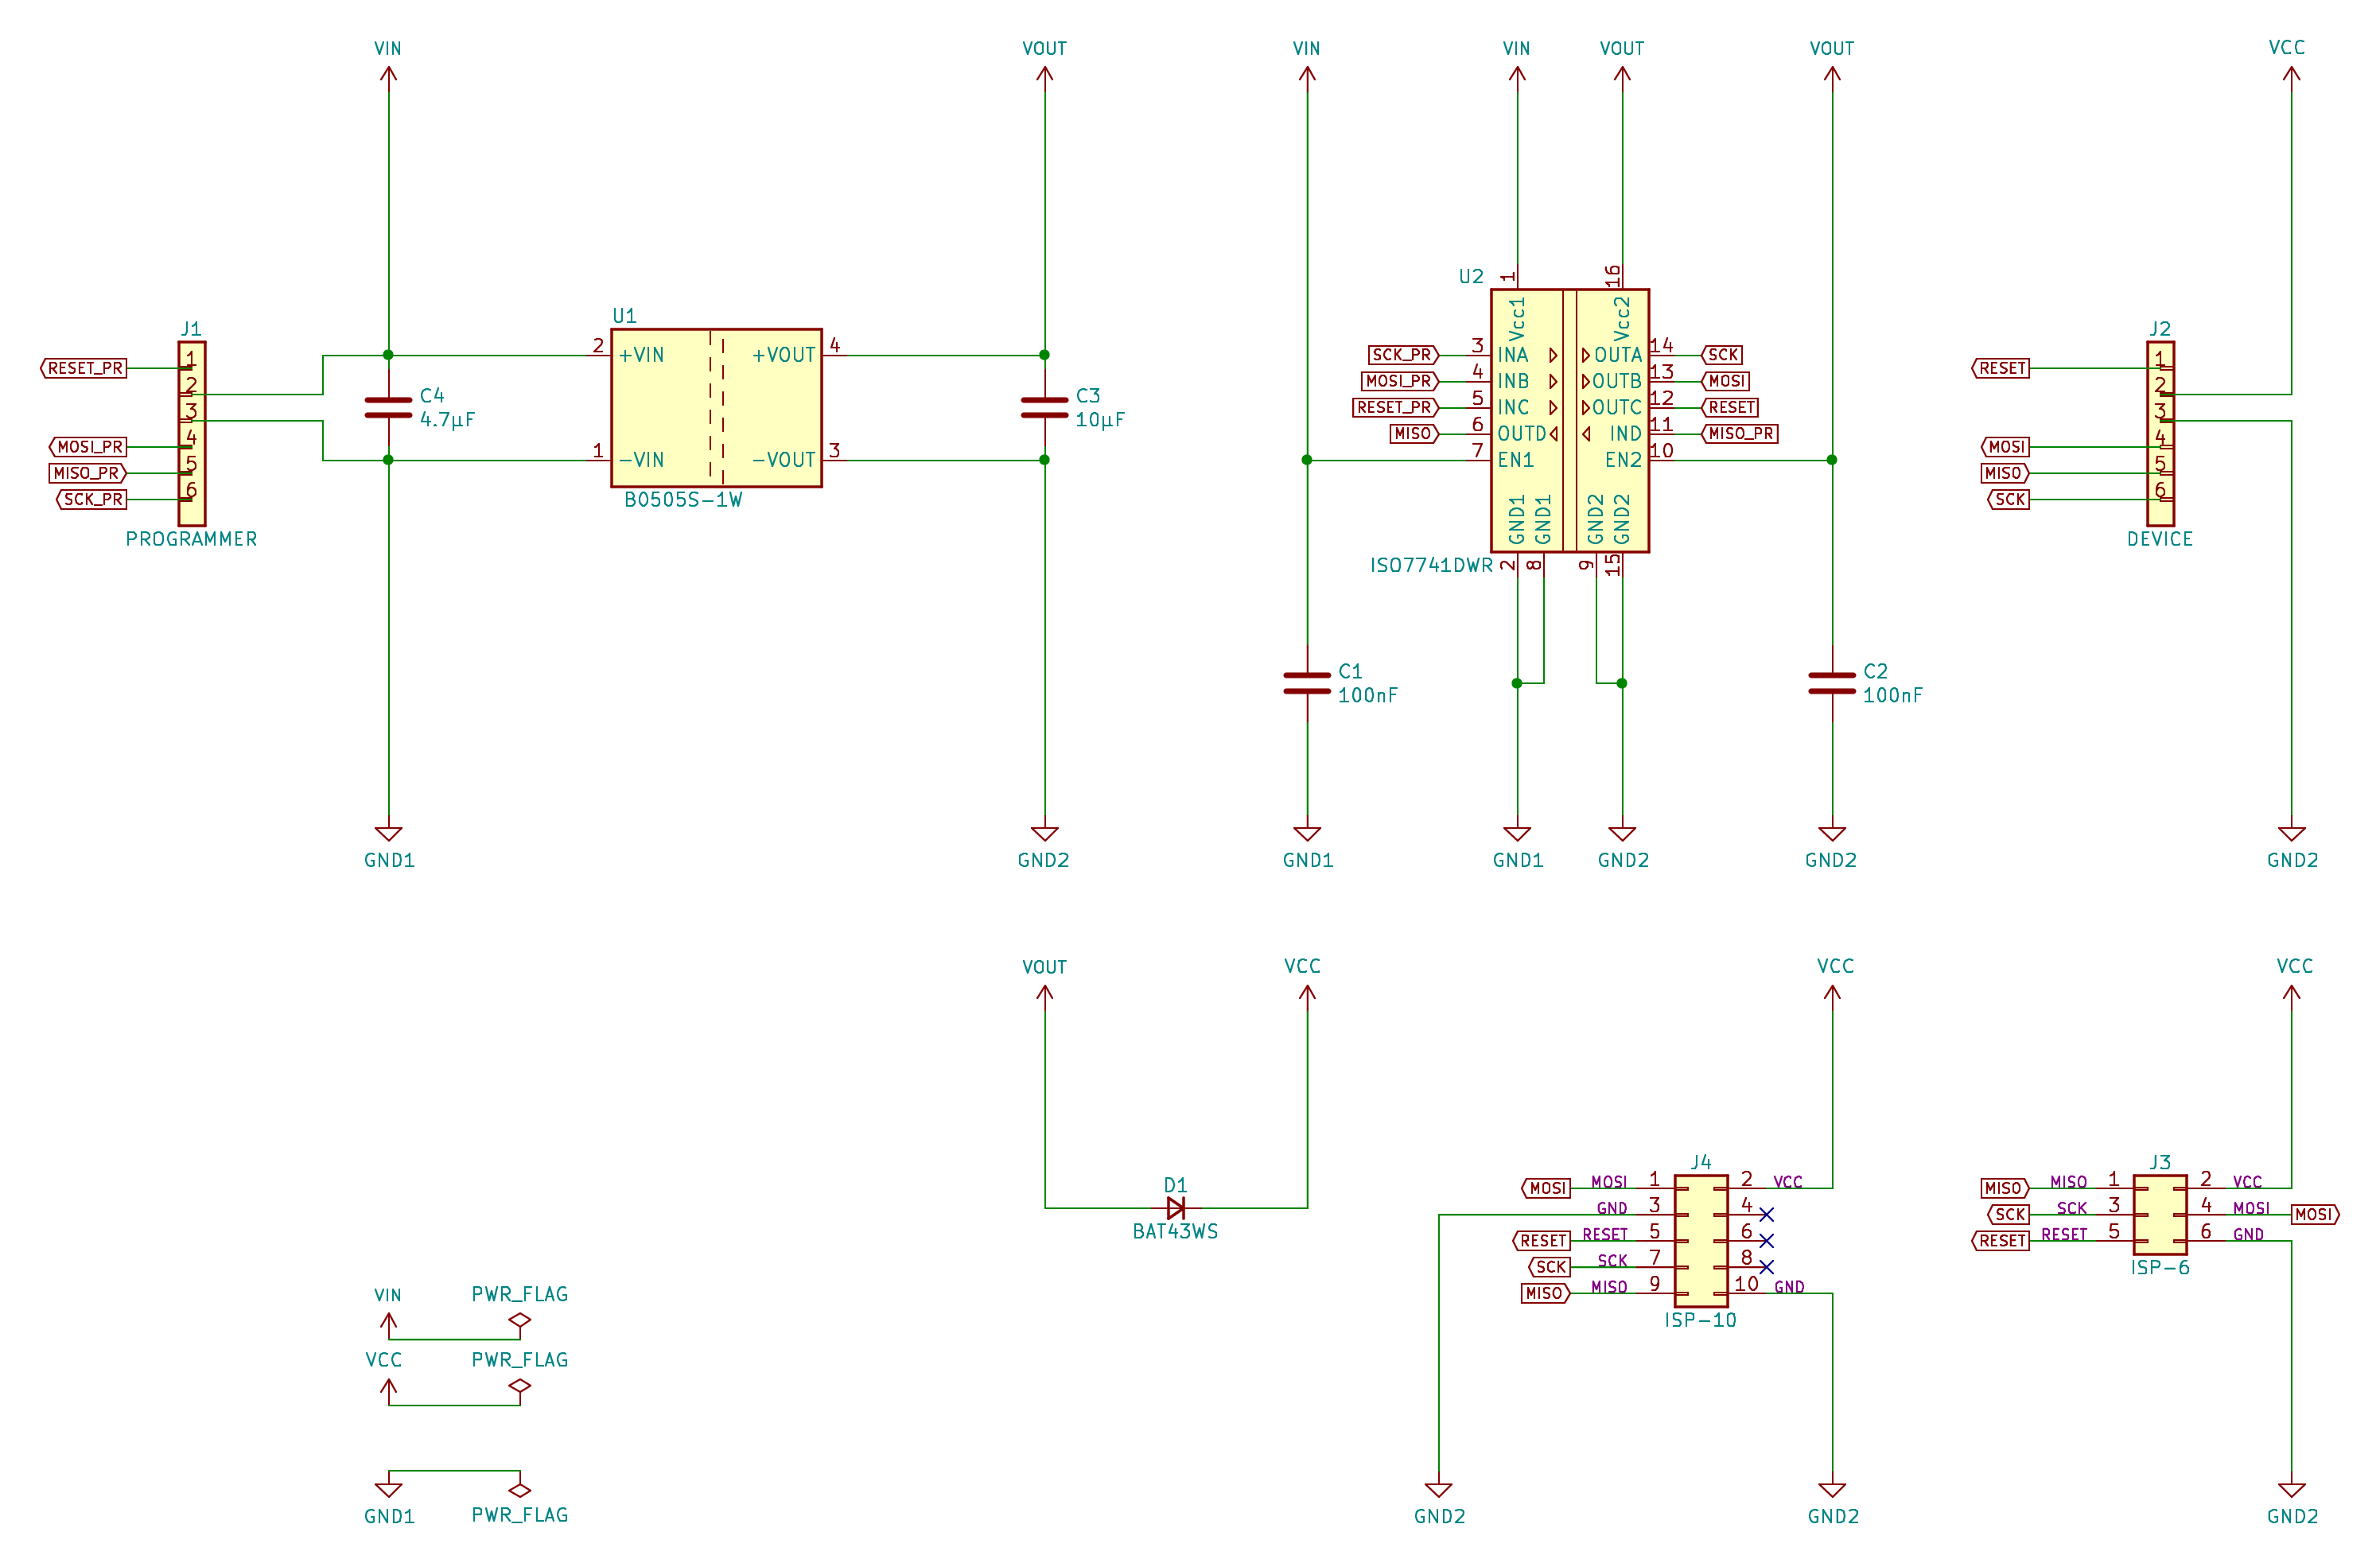 VIN
VOUT
VIN
VIN
VOUT
VOUT
VCC
J1
1
2
3
4
5
6
RESET_PR
MOSI_PR
MISO_PR
SCK_PR
PROGRAMMER
C4
4.7µF
U1
2 +VIN +VOUT 4
1 -VIN -VOUT 3
B0505S-1W
C3
10µF
U2
1 16
Vcc1 Vcc2
SCK_PR 3 INA OUTA 14 SCK
MOSI_PR 4 INB OUTB 13 MOSI
RESET_PR 5 INC OUTC 12 RESET
MISO 6 OUTD IND 11 MISO_PR
7 EN1 EN2 10
GND1 GND1 GND2 GND2
ISO7741DWR 2 8 9 15
C1
100nF
C2
100nF
J2
RESET 1
2
3
MOSI 4
MISO 5
SCK 6
DEVICE
GND1
GND2
GND1
GND1
GND2
GND2
GND2
VOUT
VCC
VCC
VCC
D1
BAT43WS
J4
MOSI MOSI 1 2 VCC
GND 3 4
RESET RESET 5 6
SCK SCK 7 8
MISO MISO 9 10 GND
ISP-10
J3
MISO MISO 1 2 VCC
SCK SCK 3 4 MOSI MOSI
RESET RESET 5 6 GND
ISP-6
VIN PWR_FLAG
VCC PWR_FLAG
GND1 PWR_FLAG
GND2
GND2
GND2